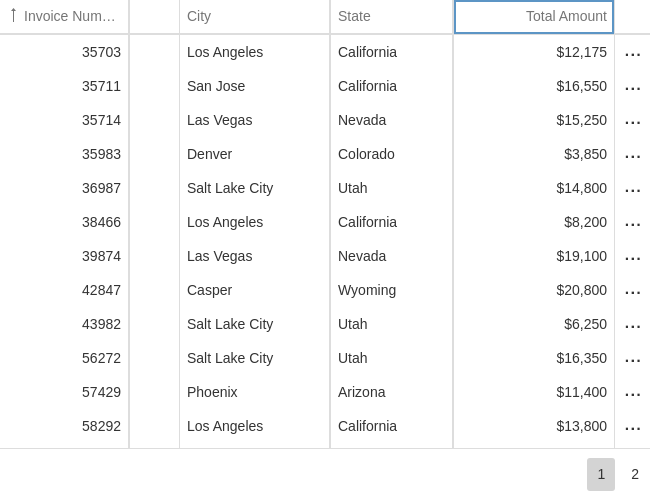 ↑ Invoice Num… City State Total Amount
35703 Los Angeles California $12,175 ...
35711 San Jose California $16,550 ...
35714 Las Vegas Nevada $15,250 ...
35983 Denver Colorado $3,850 ...
36987 Salt Lake City Utah $14,800 ...
38466 Los Angeles California $8,200 ...
39874 Las Vegas Nevada $19,100 ...
42847 Casper Wyoming $20,800 ...
43982 Salt Lake City Utah $6,250 ...
56272 Salt Lake City Utah $16,350 ...
57429 Phoenix Arizona $11,400 ...
58292 Los Angeles California $13,800 ...
1 2